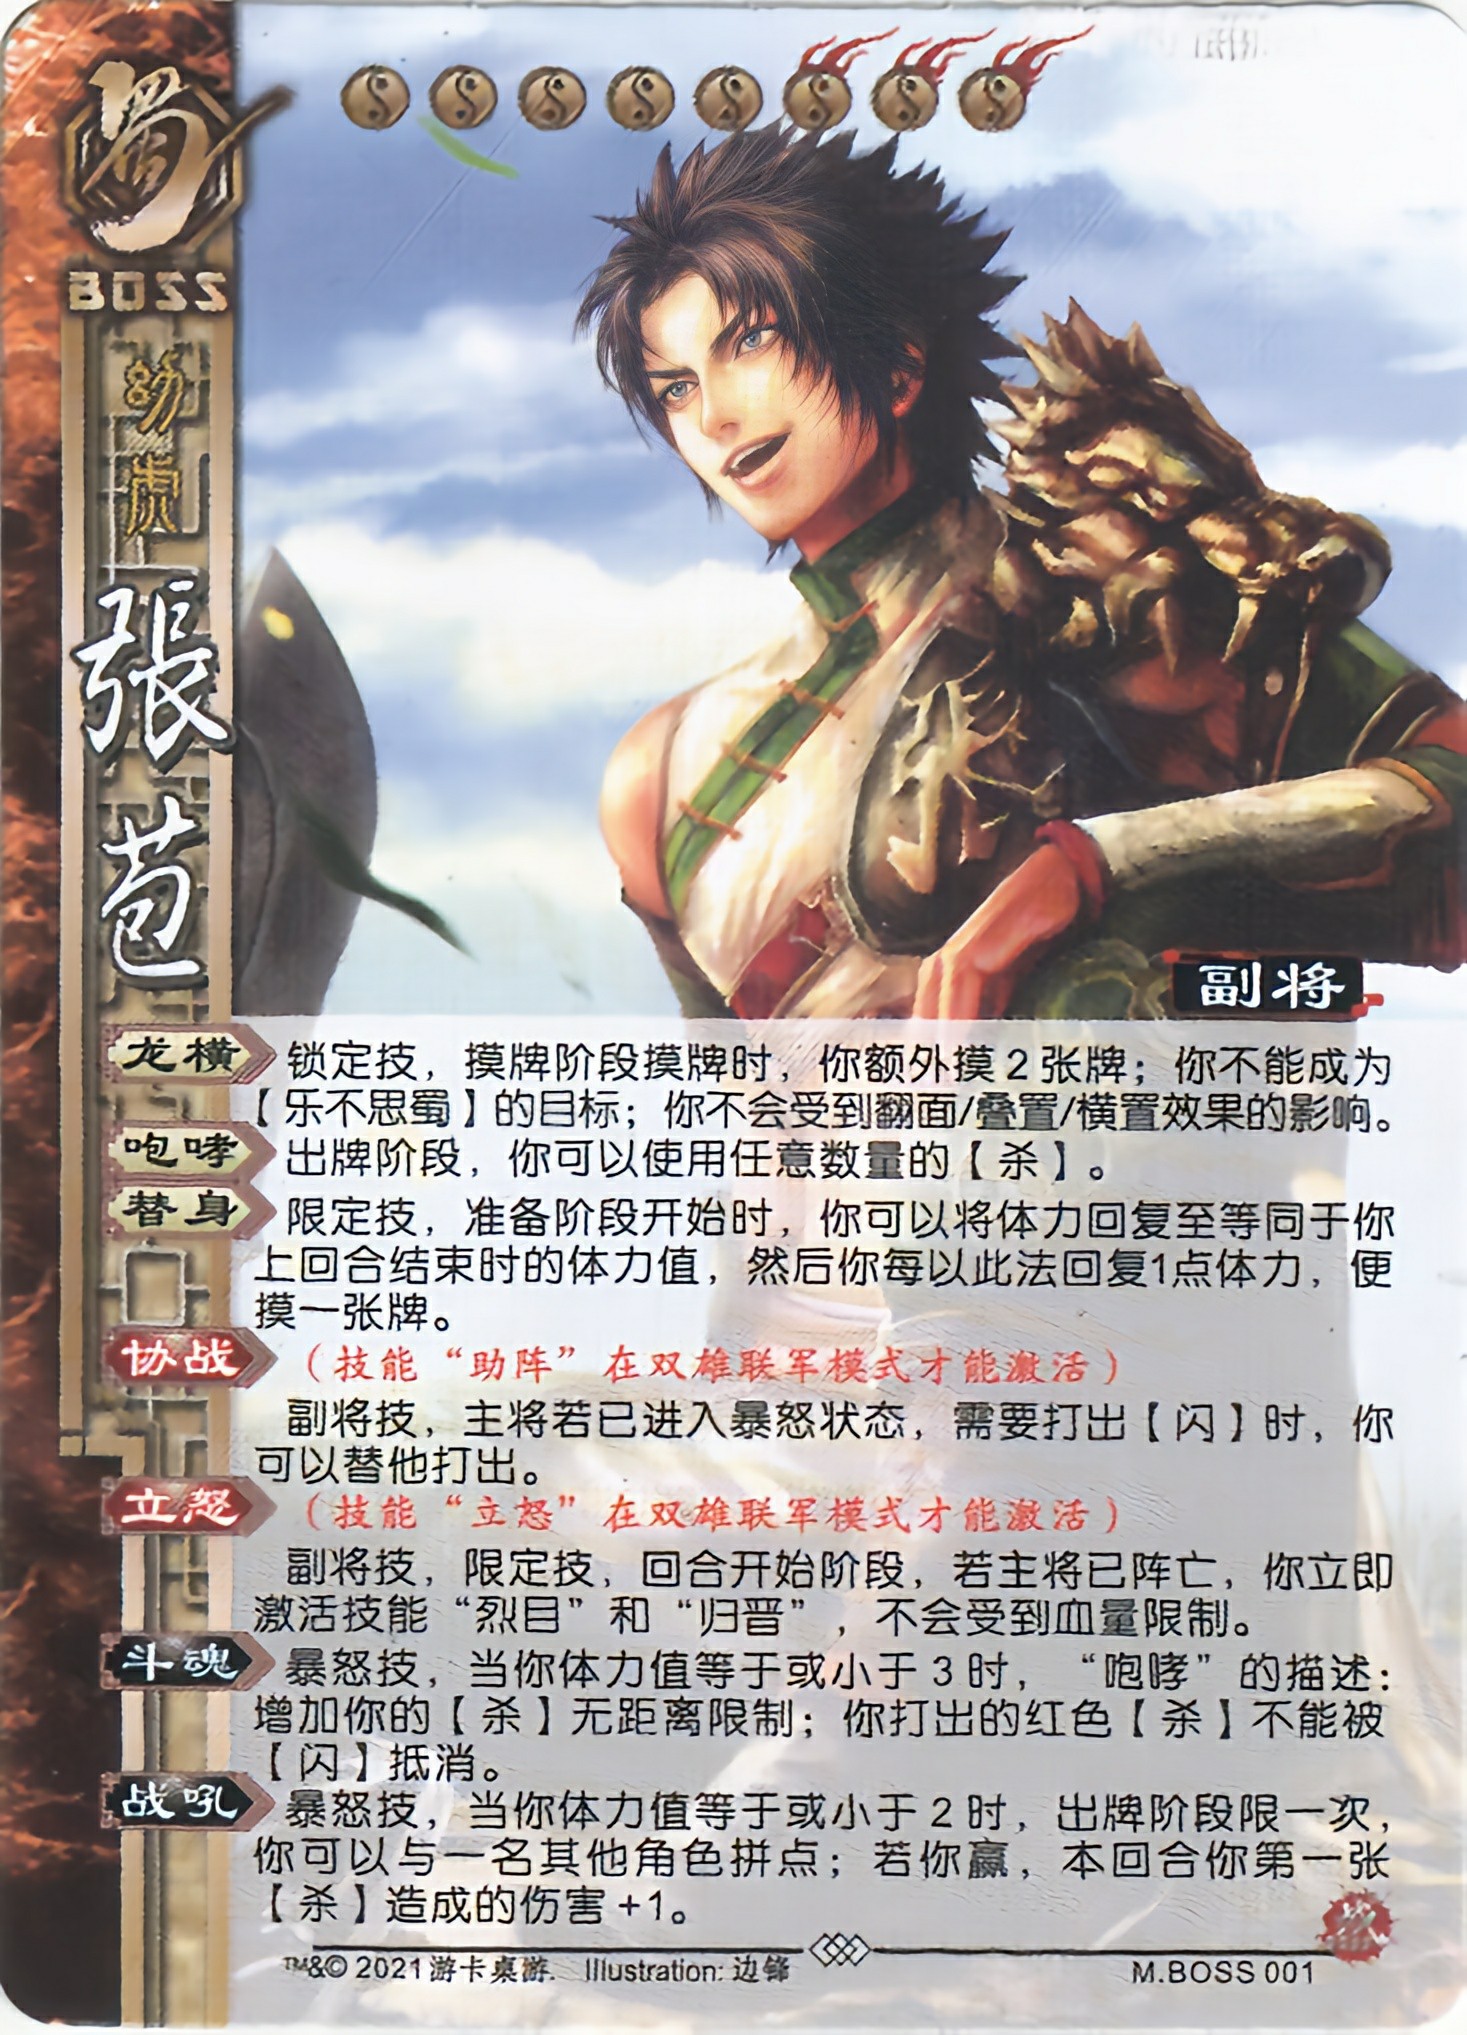 蜀
BOSS
幼虎
張苞
副将
龙横 锁定技，摸牌阶段摸牌时，你额外摸2张牌；你不能成为
【乐不思蜀】的目标；你不会受到翻面/叠置/横置效果的影响。
咆哮 出牌阶段，你可以使用任意数量的【杀】。
替身 限定技，准备阶段开始时，你可以将体力回复至等同于你
上回合结束时的体力值，然后你每以此法回复1点体力，便
摸一张牌。
协战 （技能“助阵”在双雄联军模式才能激活）
副将技，主将若已进入暴怒状态，需要打出【闪】时，你
可以替他打出。
立怒 （技能“立怒”在双雄联军模式才能激活）
副将技，限定技，回合开始阶段，若主将已阵亡，你立即
激活技能“烈目”和“归晋”，不会受到血量限制。
斗魂 暴怒技，当你体力值等于或小于3时，“咆哮”的描述：
增加你的【杀】无距离限制；你打出的红色【杀】不能被
【闪】抵消。
战吼 暴怒技，当你体力值等于或小于2时，出牌阶段限一次，
你可以与一名其他角色拼点；若你赢，本回合你第一张
【杀】造成的伤害+1。
™&© 2021游卡桌游. Illustration: 边锋
M.BOSS 001